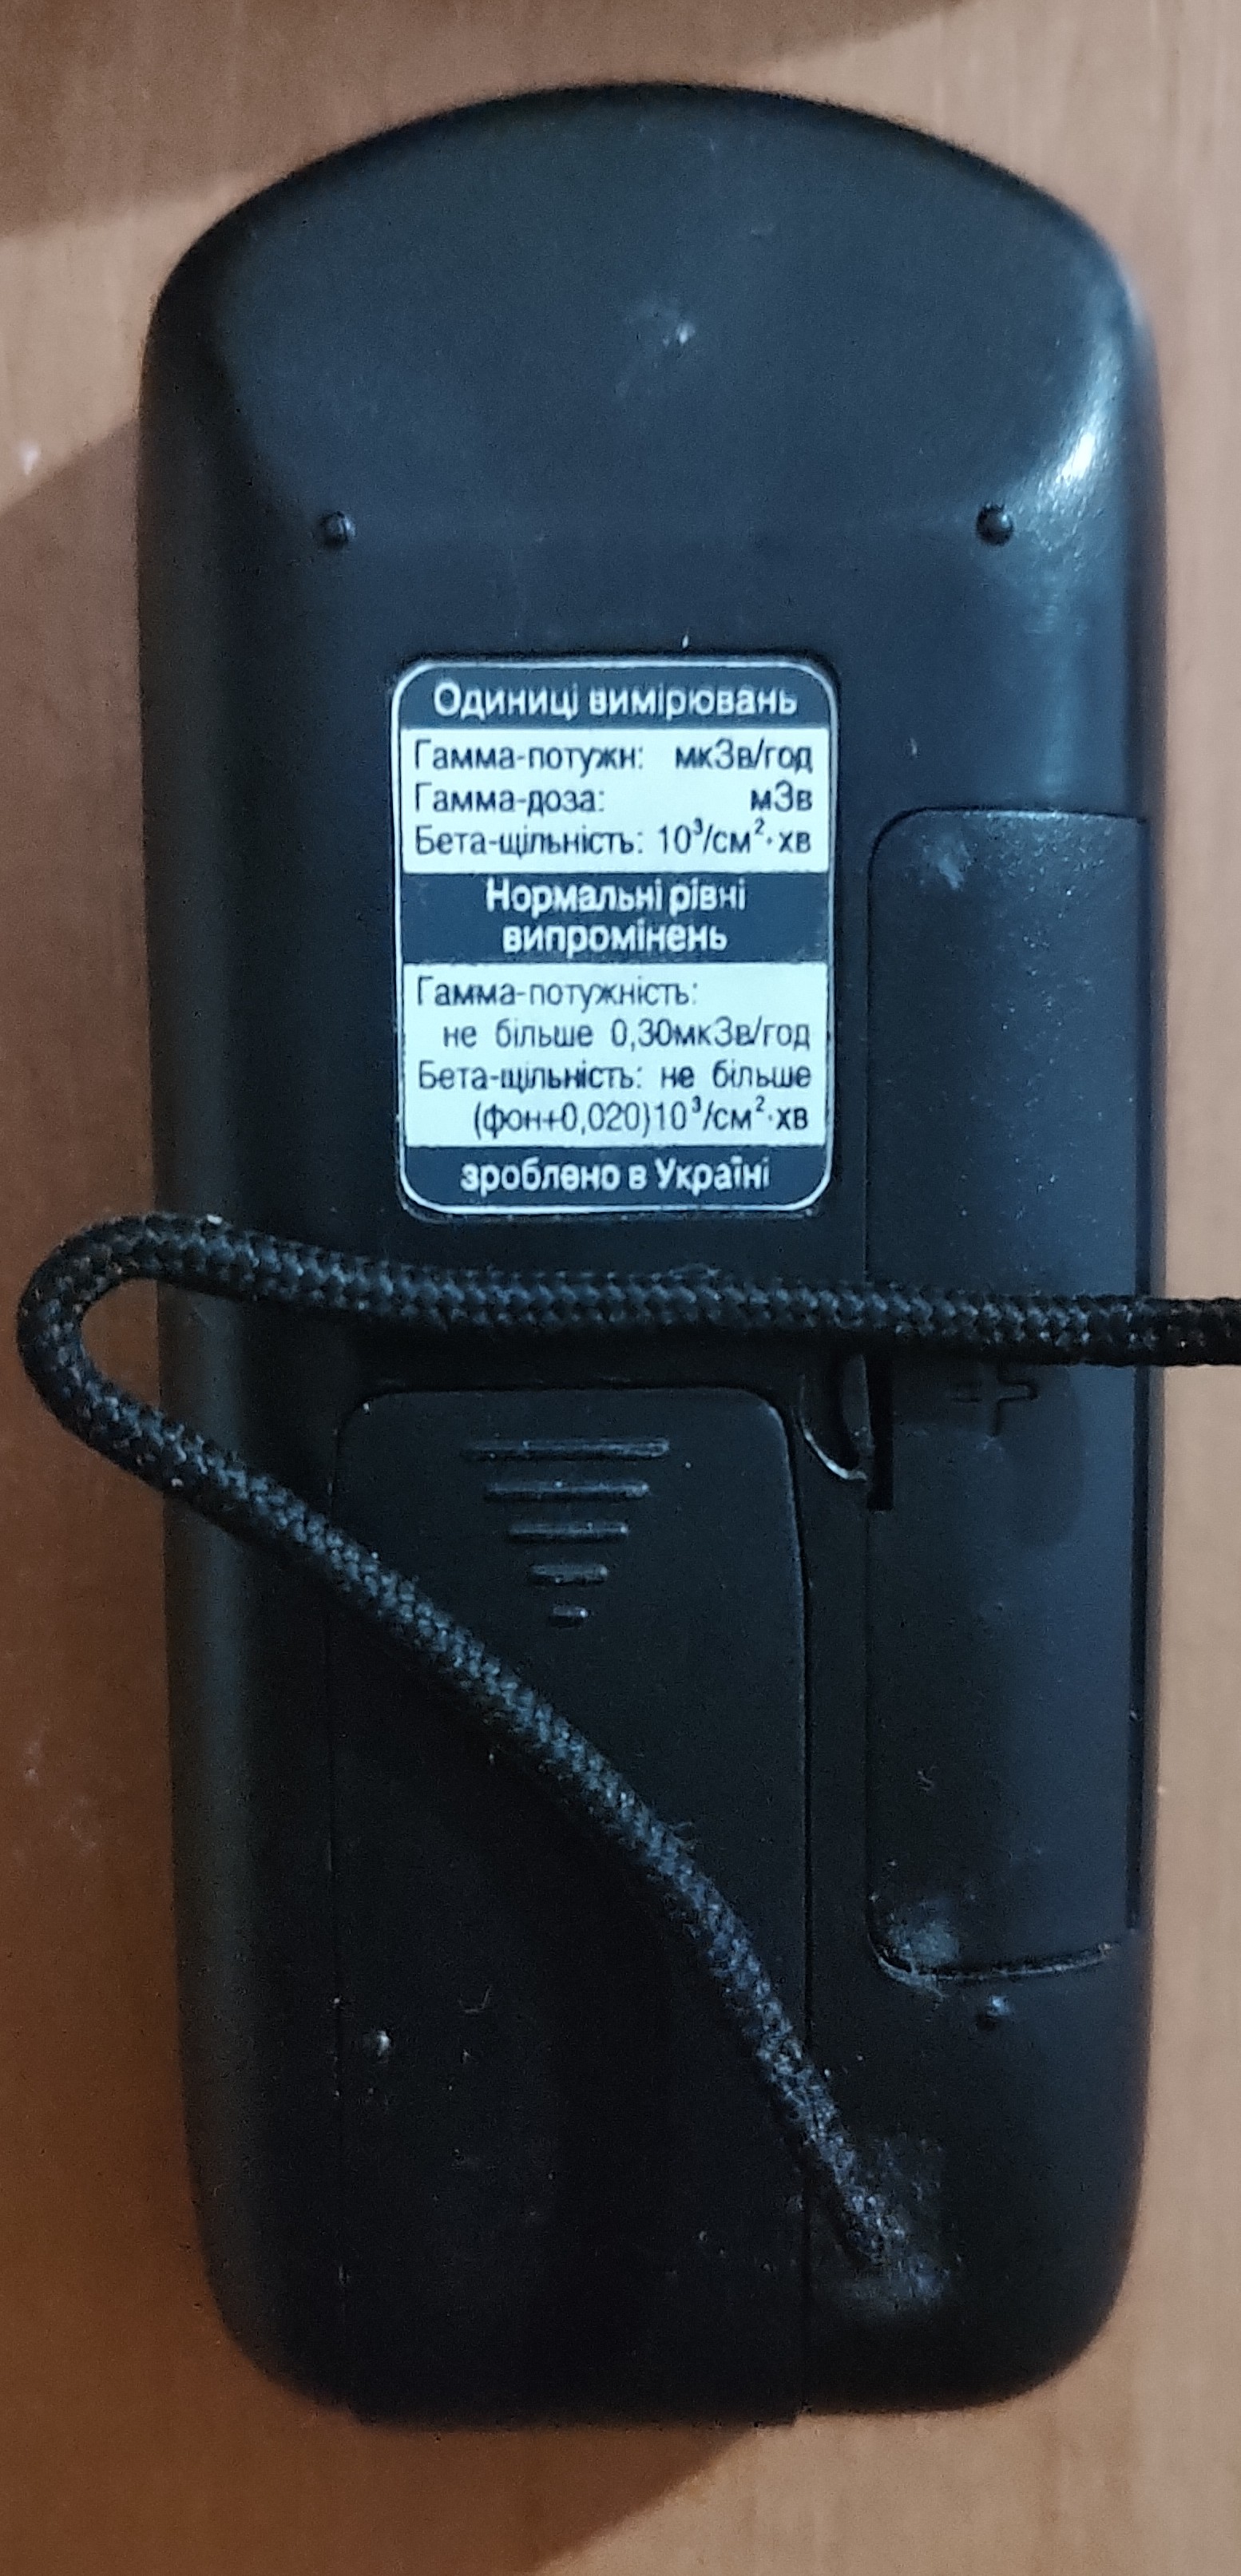 Одиниці вимірювань
Гамма-потужн: мкЗв/год
Гамма-доза: мЗв
Бета-щільність: 10³/см²·хв
Нормальні рівні
випромінень
Гамма-потужність:
не більше 0,30мкЗв/год
Бета-щільність: не більше
(фон+0,020)10³/см²·хв
зроблено в Україні
+